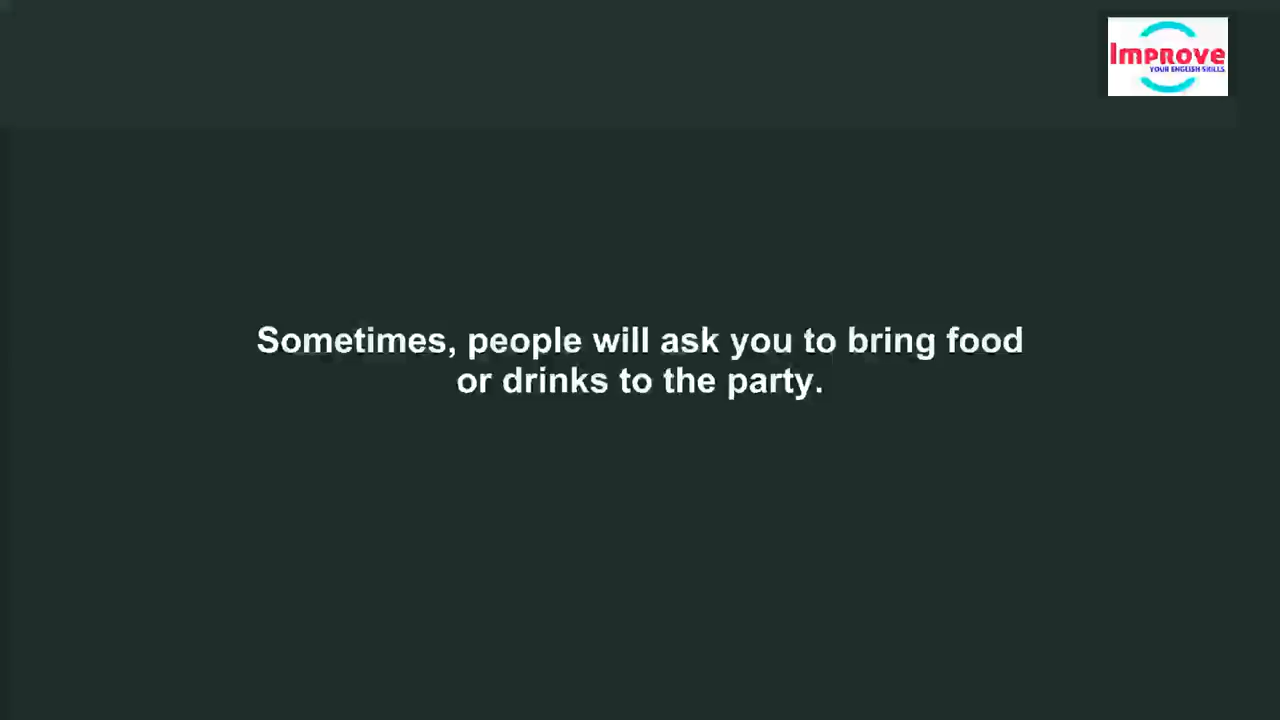 Improve
YOUR ENGLISH SKILLS
Sometimes, people will ask you to bring food
or drinks to the party.